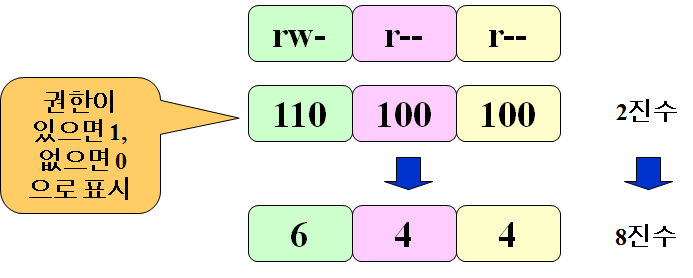 rw- r-- r--
권한이
있으면 1,
없으면 0
으로 표시
110 100 100 2진수
6 4 4 8진수